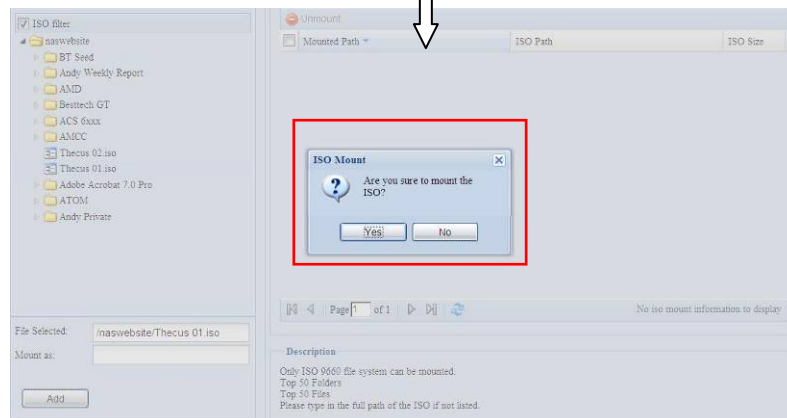 ISO filter
naswebsite
BT Seed
Andy Weekly Report
AMD
Besttech GT
ACS 6xxx
AMCC
Thecus 02.iso
Thecus 01.iso
Adobe Acrobat 7.0 Pro
ATOM
Andy Private
File Selected: /naswebsite/Thecus 01.iso
Mount as:
Add
Unmount
Mounted Path ISO Path ISO Size
ISO Mount
Are you sure to mount the
ISO?
Yes No
Page 1 of 1 No iso mount information to display
Description
Only ISO 9660 file system can be mounted.
Top 50 Folders
Top 50 Files
Please type in the full path of the ISO if not listed.